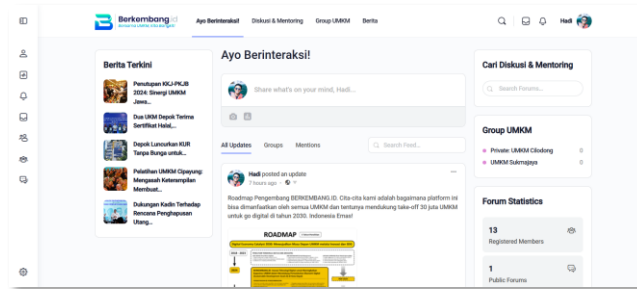 Berkembang.id
Ayo Berinteraksi!
Diskusi & Mentoring
Group UMKM
Berita
Hadi
Berita Terkini
Penutupan KKJ-PKJB
2024: Sinergi UMKM
Jawa...
Dua UKM Depok Terima
Sertifikat Halal,...
Depok Luncurkan KUR
Tanpa Bunga untuk...
Pelatihan UMKM Cipayung:
Mengasah Keterampilan
Membuat...
Dukungan Kadin Terhadap
Rencana Penghapusan
Utang...
Ayo Berinteraksi!
Share what's on your mind, Hadi...
All Updates
Groups
Mentions
Search Feed...
Hadi posted an update
7 hours ago
Roadmap Pengembang BERKEMBANG.ID. Cita-cita kami adalah bagaimana platform ini
bisa dimanfaatkan oleh semua UMKM dan tentunya mendukung take-off 30 juta UMKM
untuk go digital di tahun 2030. Indonesia Emas!
ROADMAP
Cari Diskusi & Mentoring
Search Forums...
Group UMKM
Private: UMKM Cilodong 0
UMKM Sukmajaya 0
Forum Statistics
13
Registered Members
1
Public Forums